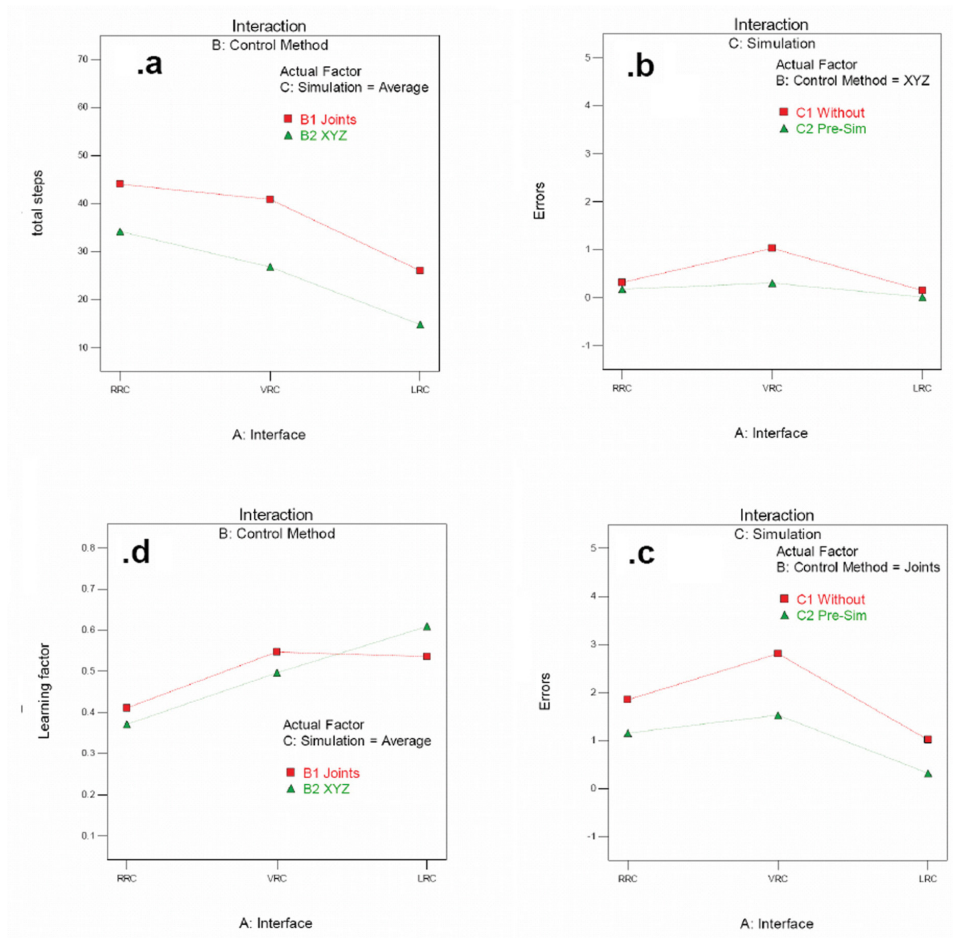 Interaction
B: Control Method
.a
Actual Factor
C: Simulation = Average
B1 Joints
B2 XYZ
70
60
50
40
30
20
10
total steps
RRC
VRC
LRC
A: Interface
Interaction
C: Simulation
.b
Actual Factor
B: Control Method = XYZ
C1 Without
C2 Pre-Sim
5
4
3
2
1
0
-1
Errors
RRC
VRC
LRC
A: Interface
Interaction
B: Control Method
.d
0.8
0.7
0.6
0.5
0.4
0.3
0.2
0.1
Learning factor
Actual Factor
C: Simulation = Average
B1 Joints
B2 XYZ
RRC
VRC
LRC
A: Interface
Interaction
C: Simulation
.c
Actual Factor
B: Control Method = Joints
C1 Without
C2 Pre-Sim
5
4
3
2
1
0
-1
Errors
RRC
VRC
LRC
A: Interface